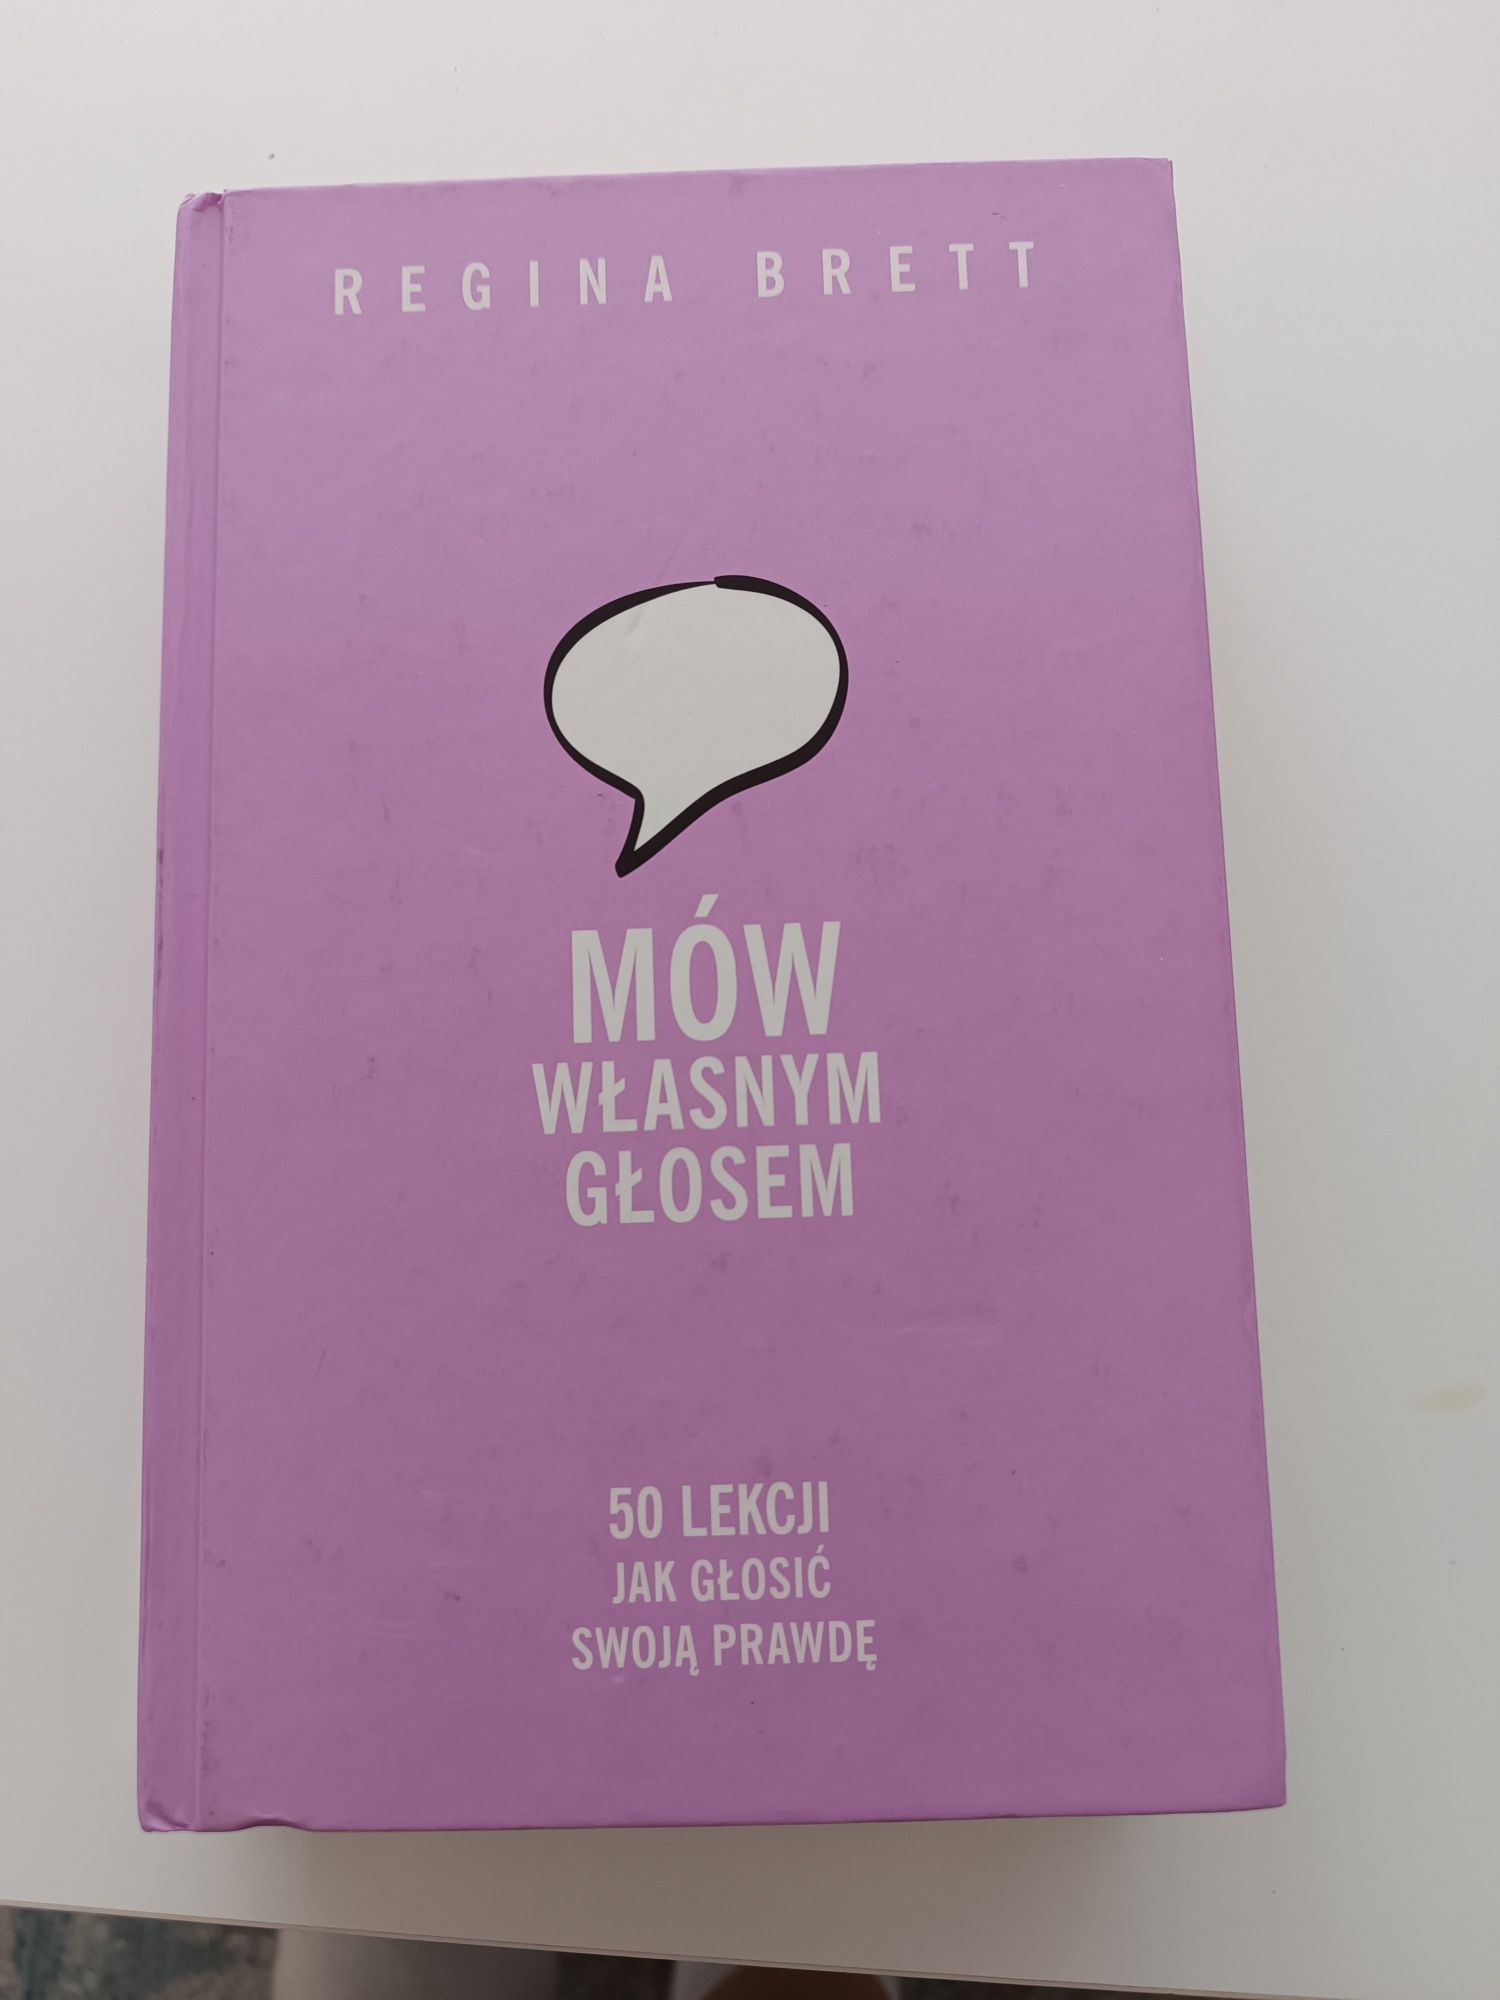 REGINA BRETT
MÓW
WŁASNYM
GŁOSEM
50 LEKCJI
JAK GŁOSIĆ
SWOJĄ PRAWDĘ